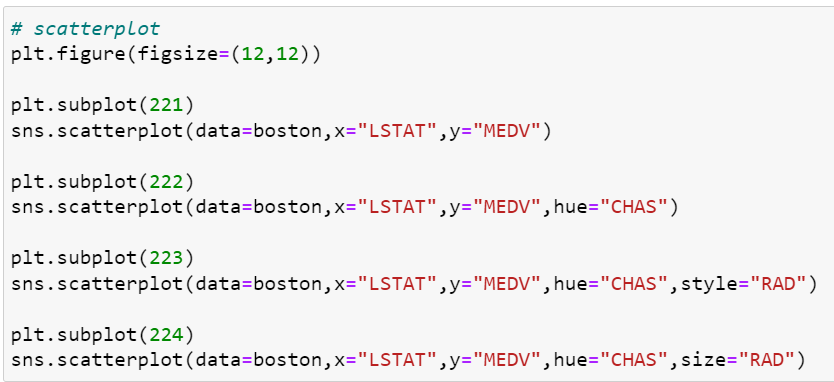 # scatterplot
plt.figure(figsize=(12,12))
plt.subplot(221)
sns.scatterplot(data=boston,x="LSTAT",y="MEDV")
plt.subplot(222)
sns.scatterplot(data=boston,x="LSTAT",y="MEDV",hue="CHAS")
plt.subplot(223)
sns.scatterplot(data=boston,x="LSTAT",y="MEDV",hue="CHAS",style="RAD")
plt.subplot(224)
sns.scatterplot(data=boston,x="LSTAT",y="MEDV",hue="CHAS",size="RAD")